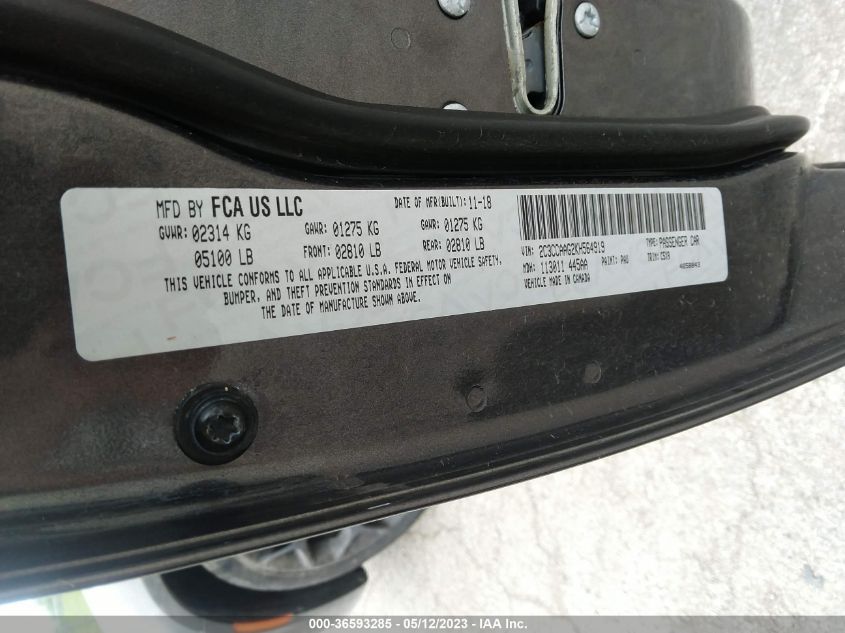 MFD BY FCA US LLC
DATE OF MFR(BUILT): 11-18
GVWR: 02314 KG
GAWR: 01275 KG
GAWR: 01275 KG
05100 LB
FRONT: 02810 LB
REAR: 02810 LB
THIS VEHICLE CONFORMS TO ALL APPLICABLE U.S.A. FEDERAL MOTOR VEHICLE SAFETY,
BUMPER, AND THEFT PREVENTION STANDARDS IN EFFECT ON
THE DATE OF MANUFACTURE SHOWN ABOVE.
VIN: 2C3CCAAG2KH564919
TYPE: PASSENGER CAR
MDH: 113011 445AA
PAINT: PAU
TRIM: C5X9
VEHICLE MADE IN CANADA
4858043
000-36593285 - 05/12/2023 - IAA Inc.